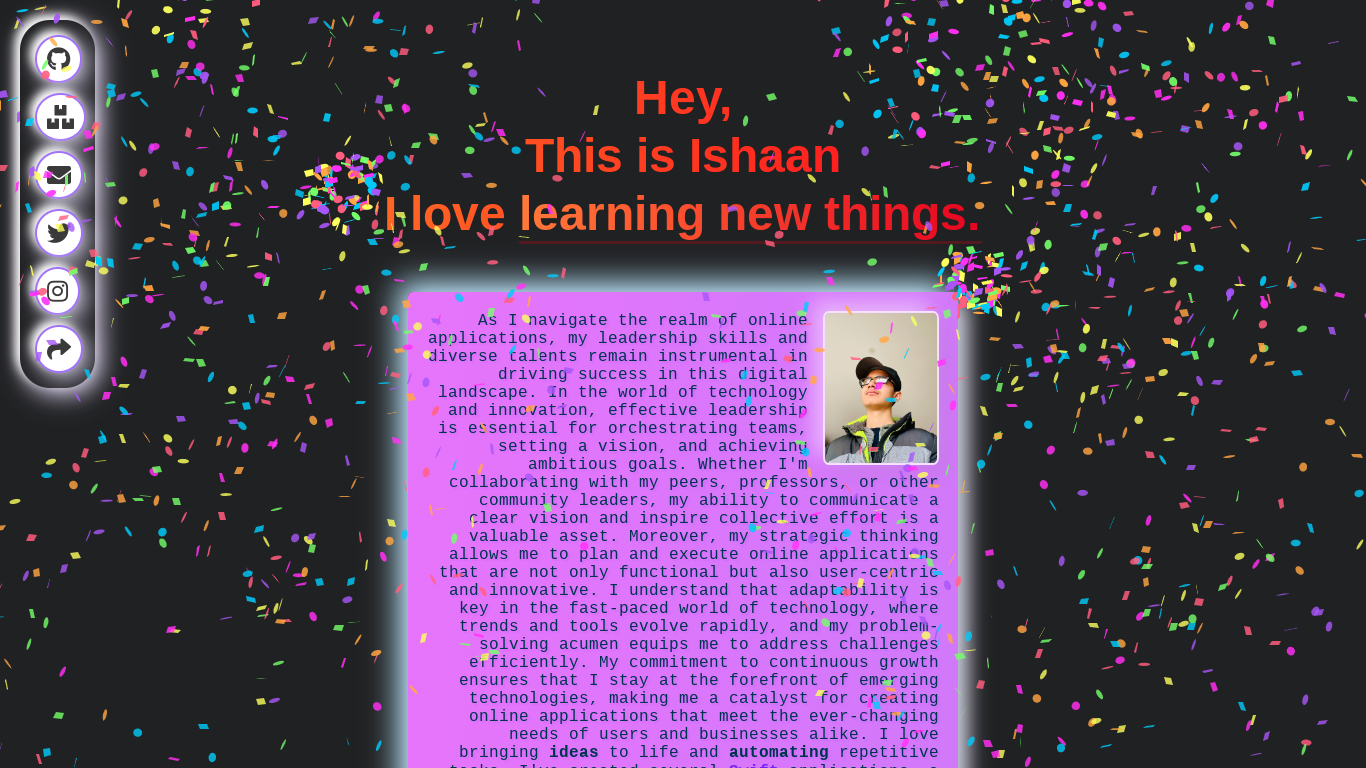 Hey,
This is Ishaan
I love learning new things.
As I navigate the realm of online
applications, my leadership skills and
diverse talents remain instrumental in
driving success in this digital
landscape. In the world of technology
and innovation, effective leadership
is essential for orchestrating teams,
setting a vision, and achieving
ambitious goals. Whether I'm
collaborating with my peers, professors, or other
community leaders, my ability to communicate a
clear vision and inspire collective effort is a
valuable asset. Moreover, my strategic thinking
allows me to plan and execute online applications
that are not only functional but also user-centric
and innovative. I understand that adaptability is
key in the fast-paced world of technology, where
trends and tools evolve rapidly, and my problem-
solving acumen equips me to address challenges
efficiently. My commitment to continuous growth
ensures that I stay at the forefront of emerging
technologies, making me a catalyst for creating
online applications that meet the ever-changing
needs of users and businesses alike. I love
bringing ideas to life and automating repetitive
tasks. I've created several Swift applications, a